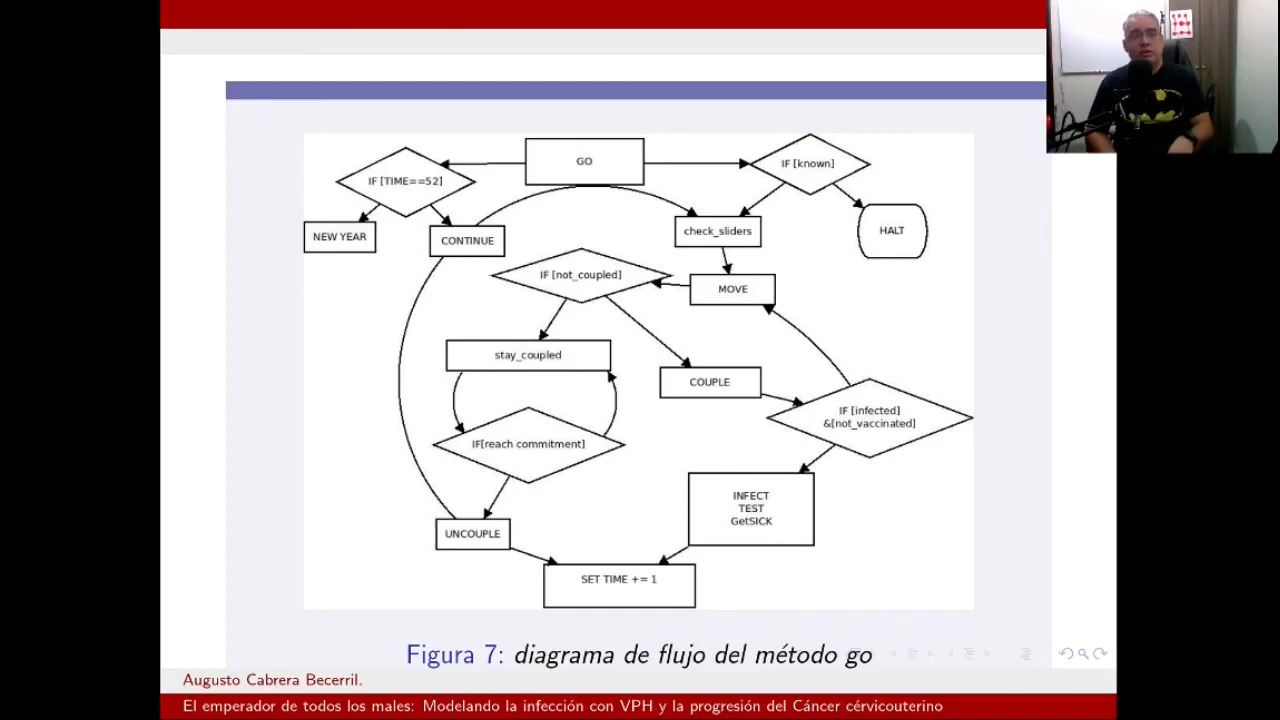 GO
IF [known]
IF [TIME==52]
NEW YEAR
CONTINUE
check_sliders
HALT
IF [not_coupled]
MOVE
stay_coupled
COUPLE
IF [infected]
&[not_vaccinated]
IF[reach commitment]
INFECT
TEST
GetSICK
UNCOUPLE
SET TIME += 1
Figura 7: diagrama de flujo del método go
Augusto Cabrera Becerril.
El emperador de todos los males: Modelando la infección con VPH y la progresión del Cáncer cérvicouterino